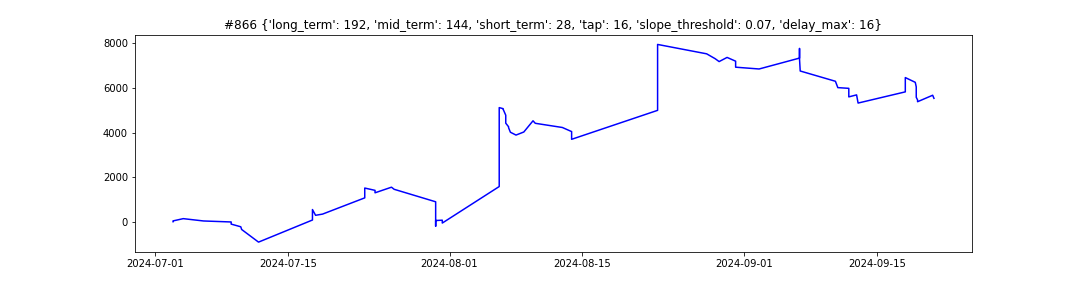 #866 {'long_term': 192, 'mid_term': 144, 'short_term': 28, 'tap': 16, 'slope_threshold': 0.07, 'delay_max': 16}
8000
6000
4000
2000
0
2024-07-01 2024-07-15 2024-08-01 2024-08-15 2024-09-01 2024-09-15